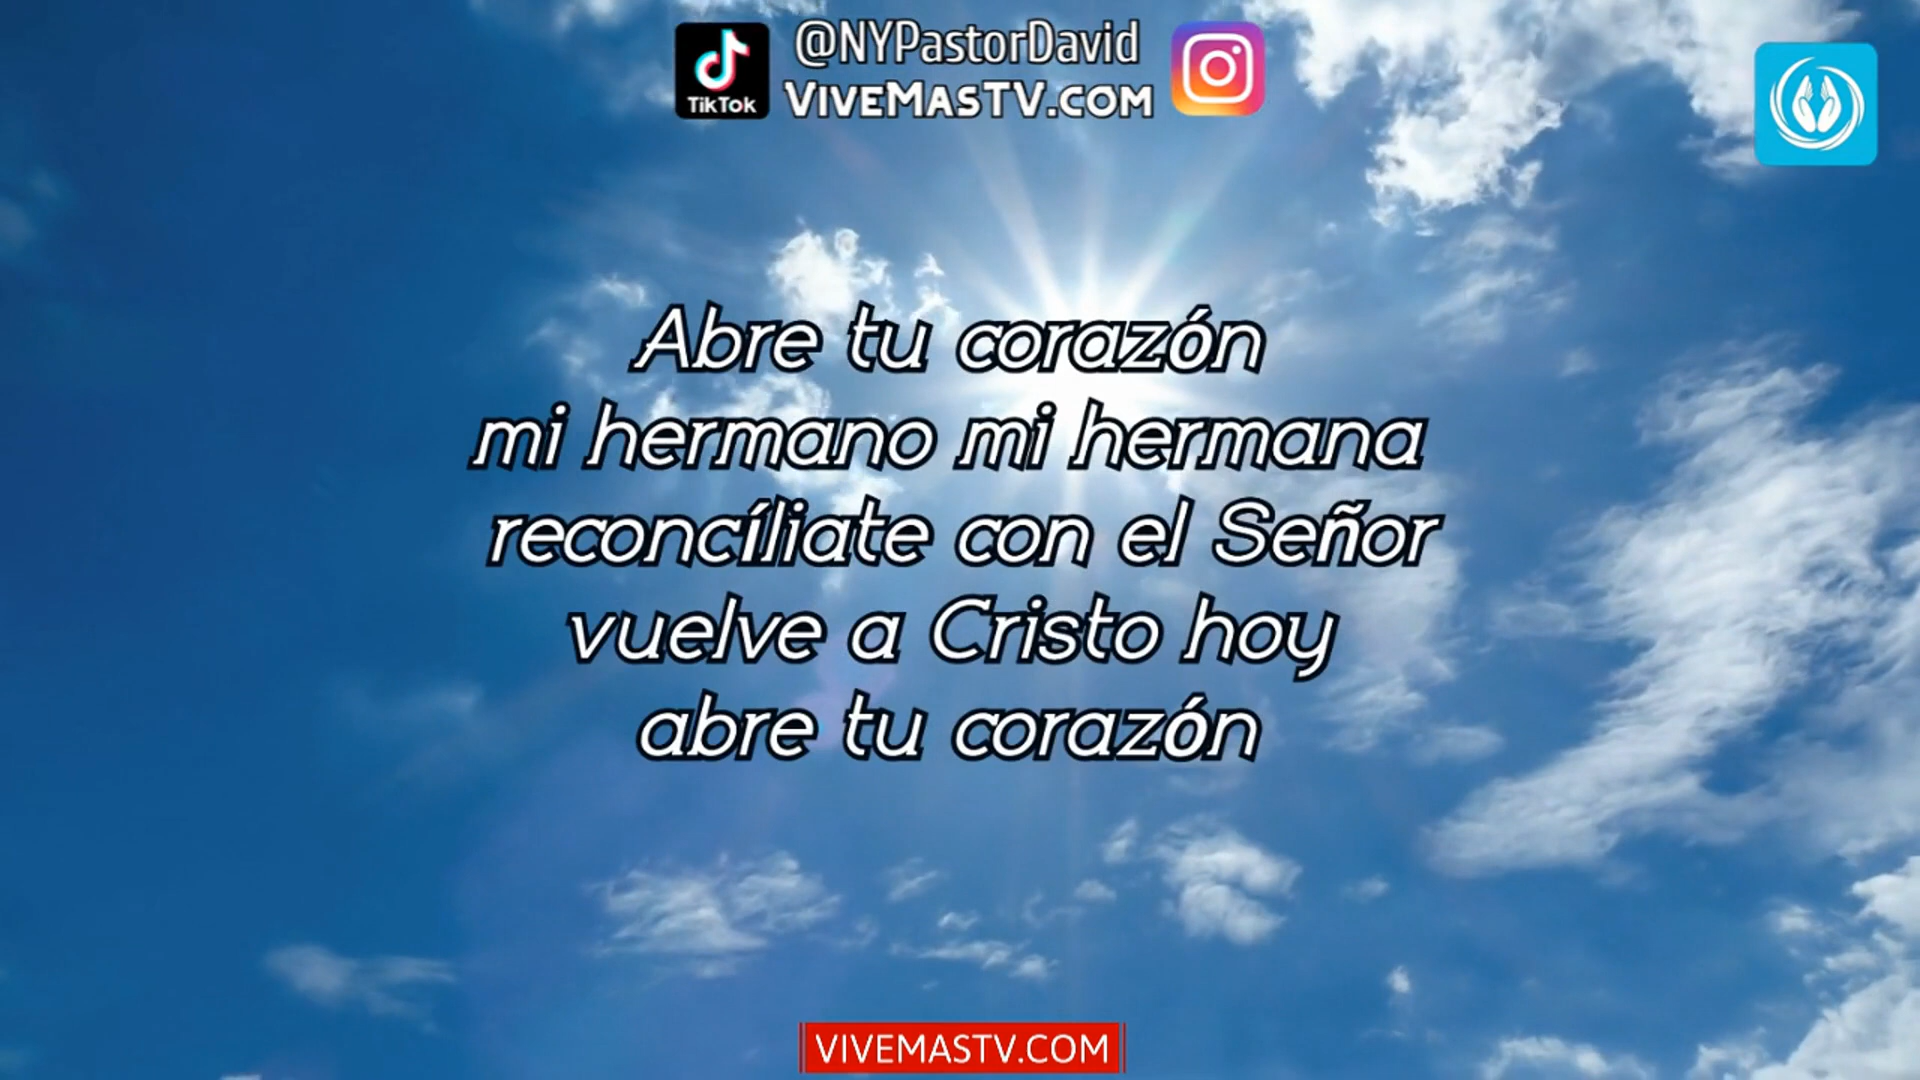 TikTok
@NYPastorDavid
ViveMasTV.com
Abre tu corazón
mi hermano mi hermana
reconcíliate con el Señor
vuelve a Cristo hoy
abre tu corazón
VIVEMASTV.COM